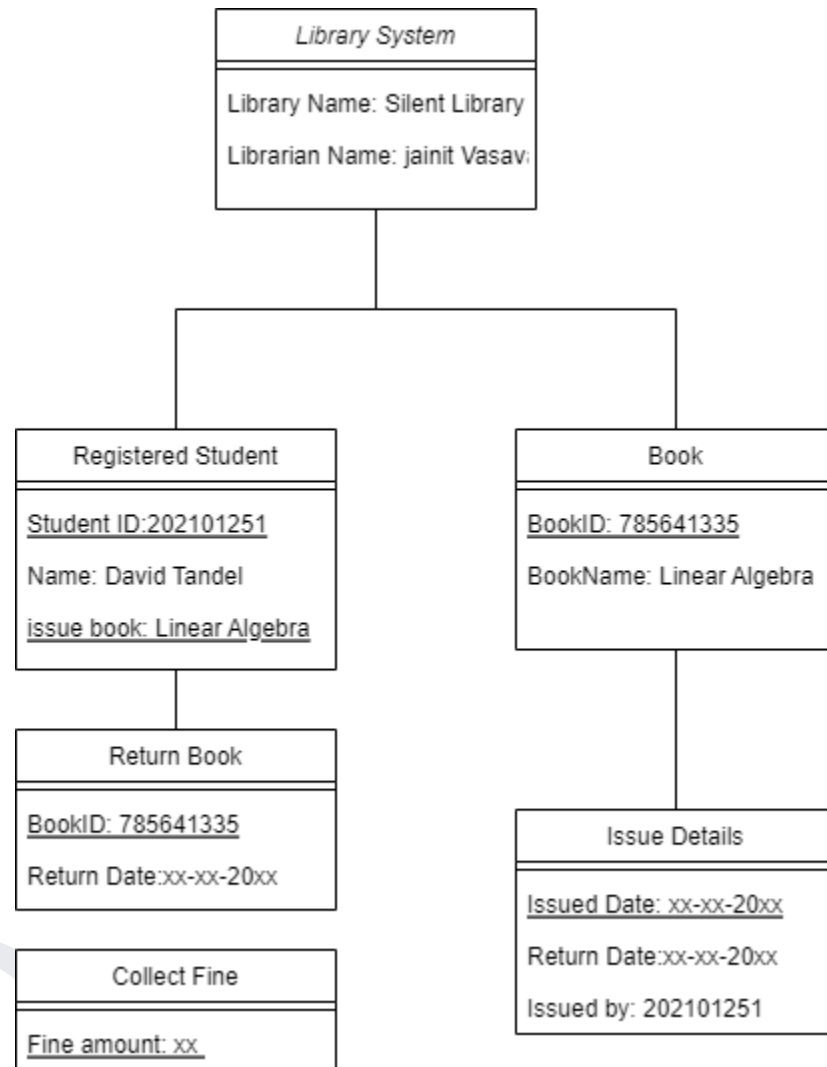 Library System
Library Name: Silent Library
Librarian Name: jainit
Registered Student
Student ID:202101251
Name: David Tandel
issue book: Linear Algebra
Book
BookID: 785641335
BookName: Linear Algebra
Return Book
BookID: 785641335
Return Date:xx-xx-20xx
Issue Details
Issued Date: xx-xx-20xx
Return Date:xx-xx-20xx
Issued by: 202101251
Collect Fine
Fine amount: xx